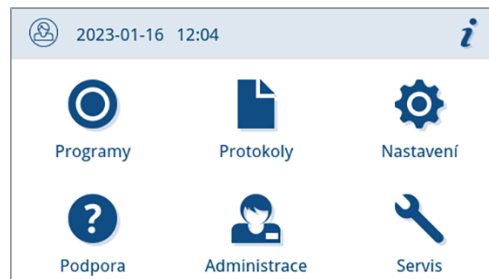 2023-01-16 12:04 i
Programy Protokoly Nastavení
? 
Podpora Administrace Servis